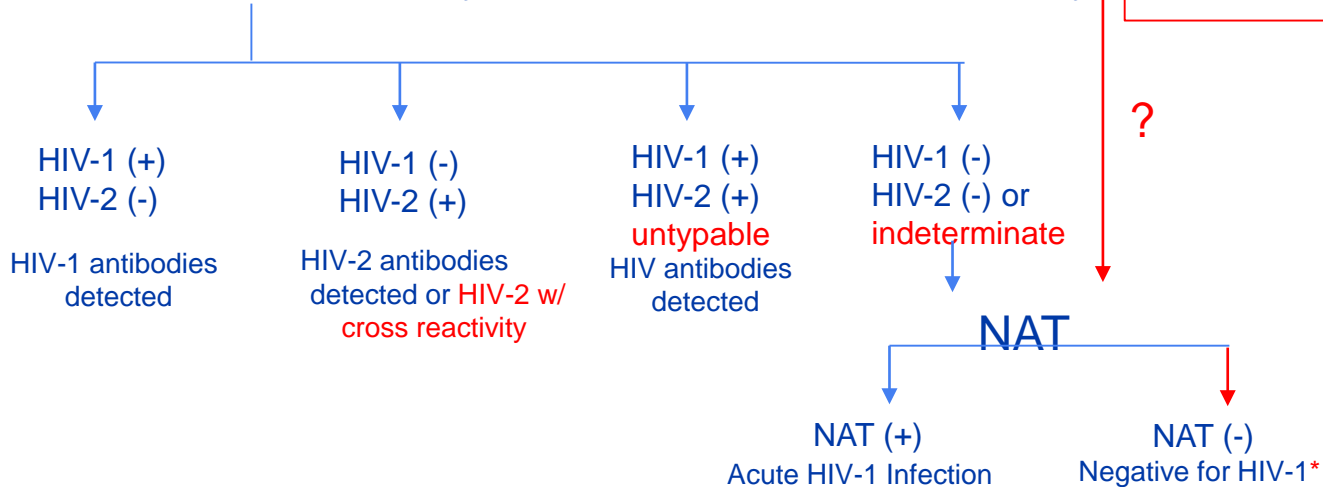 HIV-1 (+)
HIV-2 (-)
HIV-1 antibodies
detected
HIV-1 (-)
HIV-2 (+)
HIV-2 antibodies
detected or HIV-2 w/
cross reactivity
HIV-1 (+)
HIV-2 (+)
untypable
HIV antibodies
detected
HIV-1 (-)
HIV-2 (-) or
indeterminate
?
NAT
NAT (+)
Acute HIV-1 Infection
NAT (-)
Negative for HIV-1*